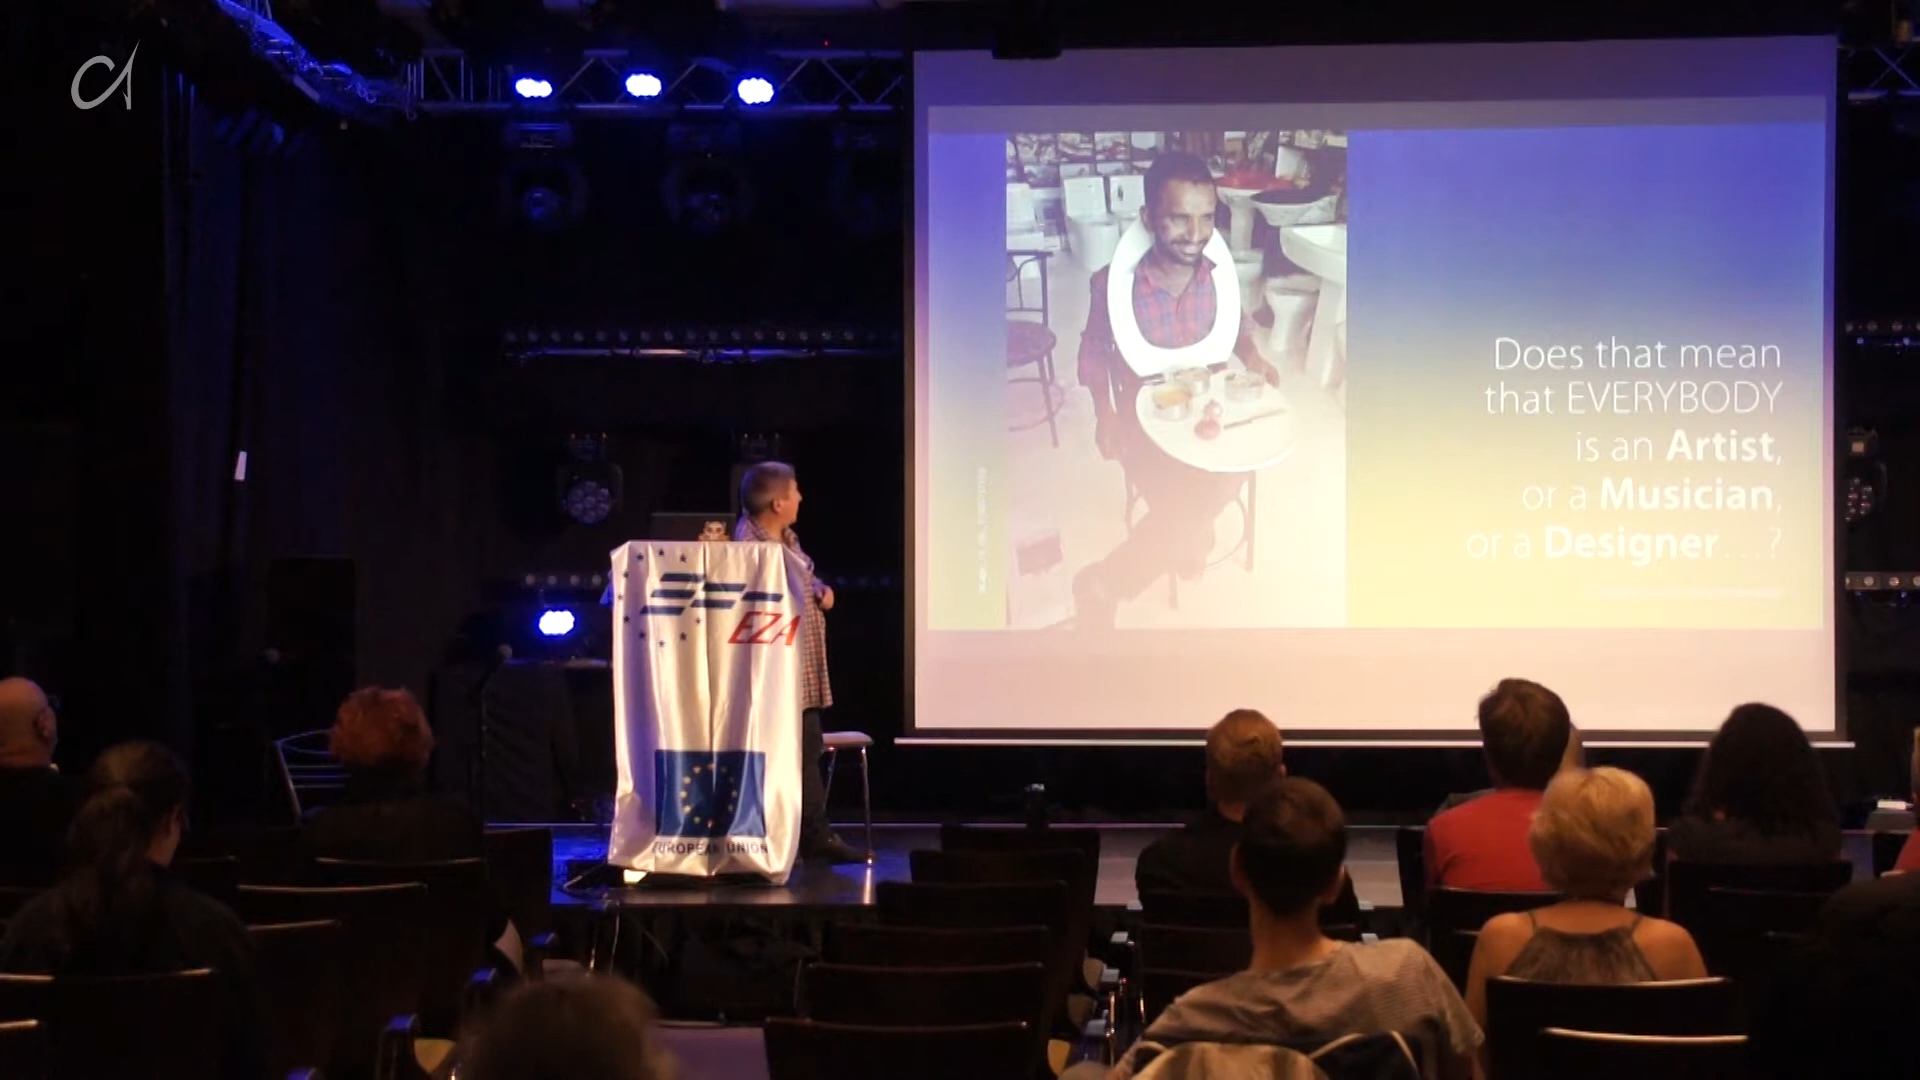 Does that mean
that EVERYBODY
is an Artist,
or a Musician,
or a Designer...?
EZA
EUROPEAN UNION